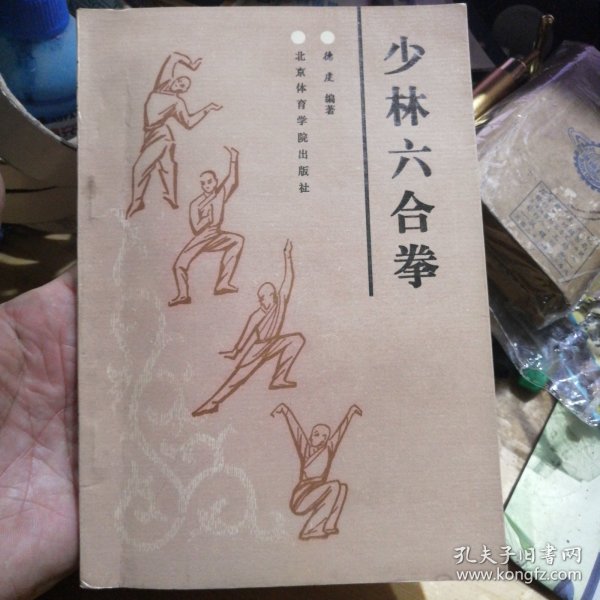 少林六合拳
德虔 编著
北京体育学院出版社
孔夫子旧书网
www.kongfz.com